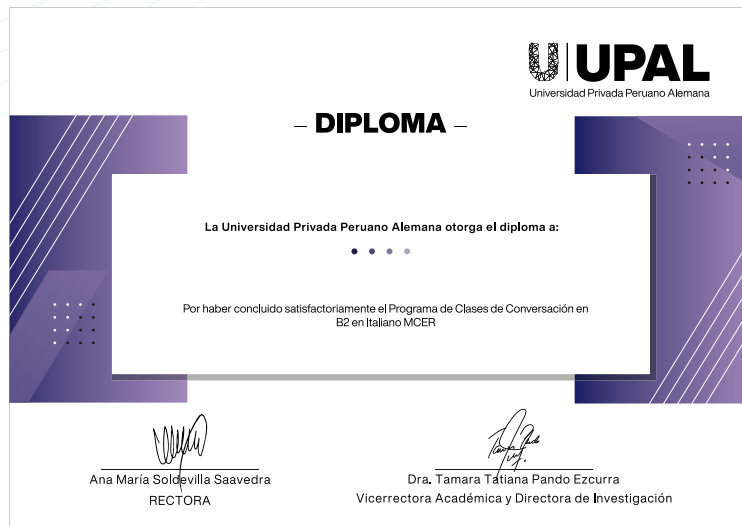 UPAL
Universidad Privada Peruano Alemana
– DIPLOMA –
La Universidad Privada Peruano Alemana otorga el diploma a:
Por haber concluido satisfactoriamente el Programa de Clases de Conversación en
B2 en Italiano MCER
Ana María Soldevilla Saavedra
RECTORA
Dra. Tamara Tatiana Pando Ezcurra
Vicerrectora Académica y Directora de Investigación